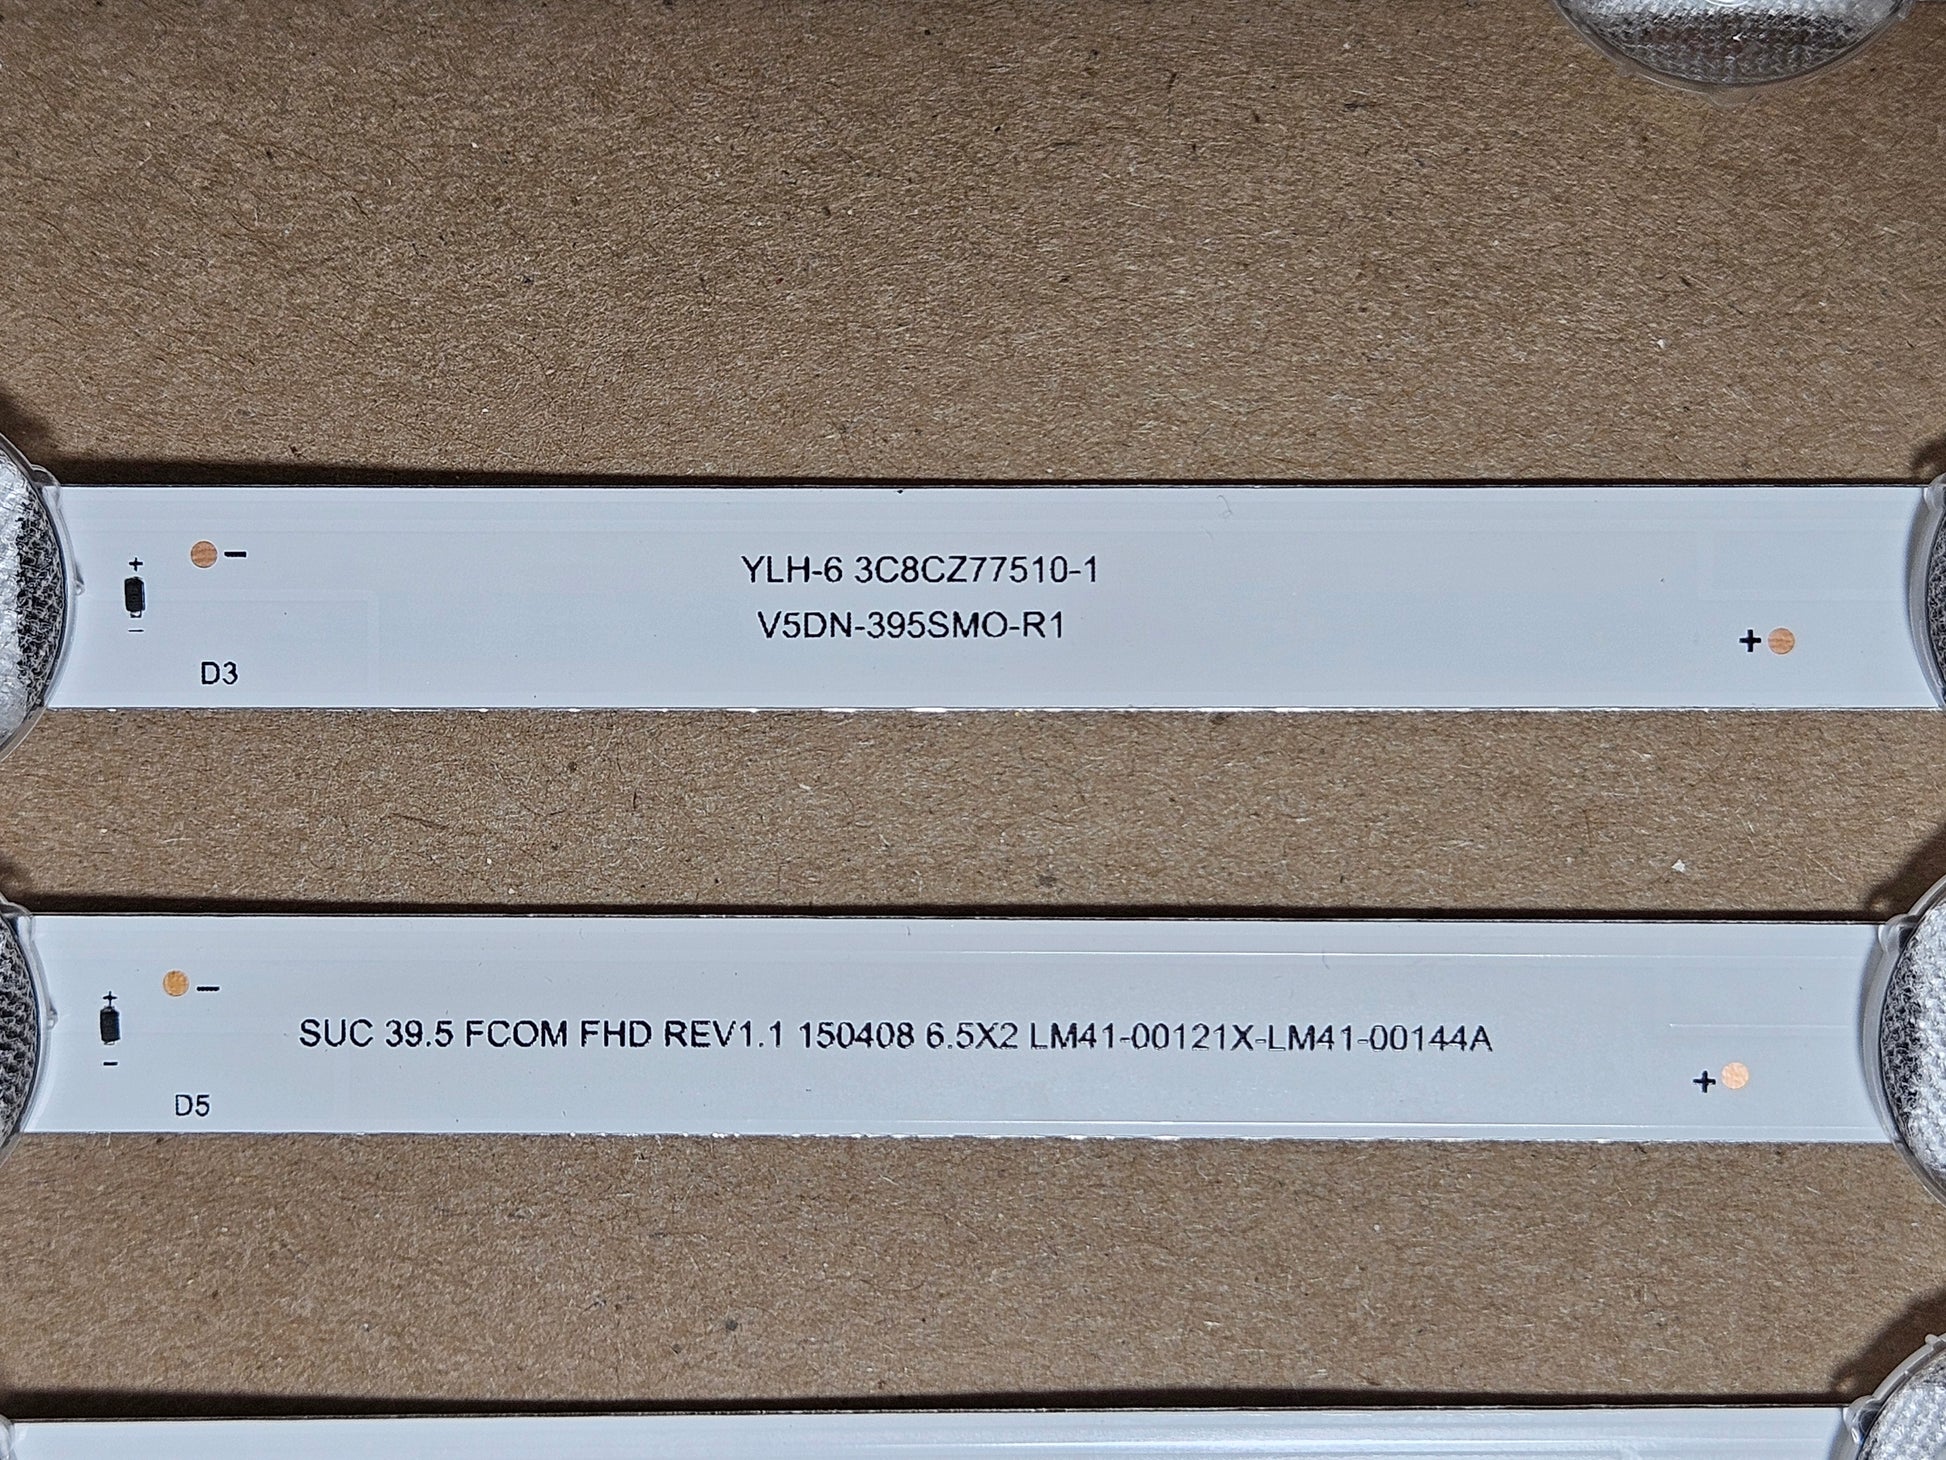 +
−
−
YLH-6 3C8CZ77510-1
V5DN-395SMO-R1
+
D3
+
−
−
SUC 39.5 FCOM FHD REV1.1 150408 6.5X2 LM41-00121X-LM41-00144A
+
D5